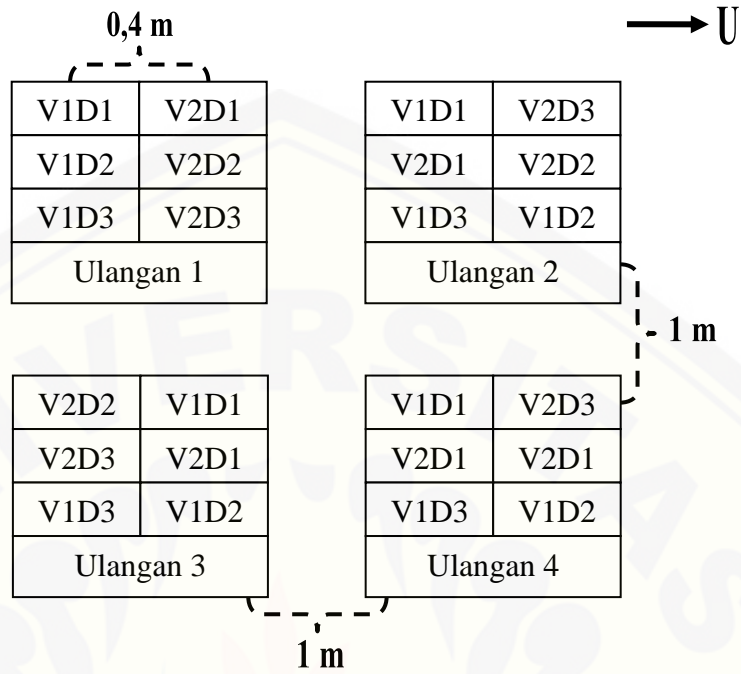 0,4 m
U
V1D1 V2D1
V1D2 V2D2
V1D3 V2D3
Ulangan 1
V1D1 V2D3
V2D1 V2D2
V1D3 V1D2
Ulangan 2
1 m
V2D2 V1D1
V2D3 V2D1
V1D3 V1D2
Ulangan 3
V1D1 V2D3
V2D1 V2D1
V1D3 V1D2
Ulangan 4
1 m
UNIVERSITAS